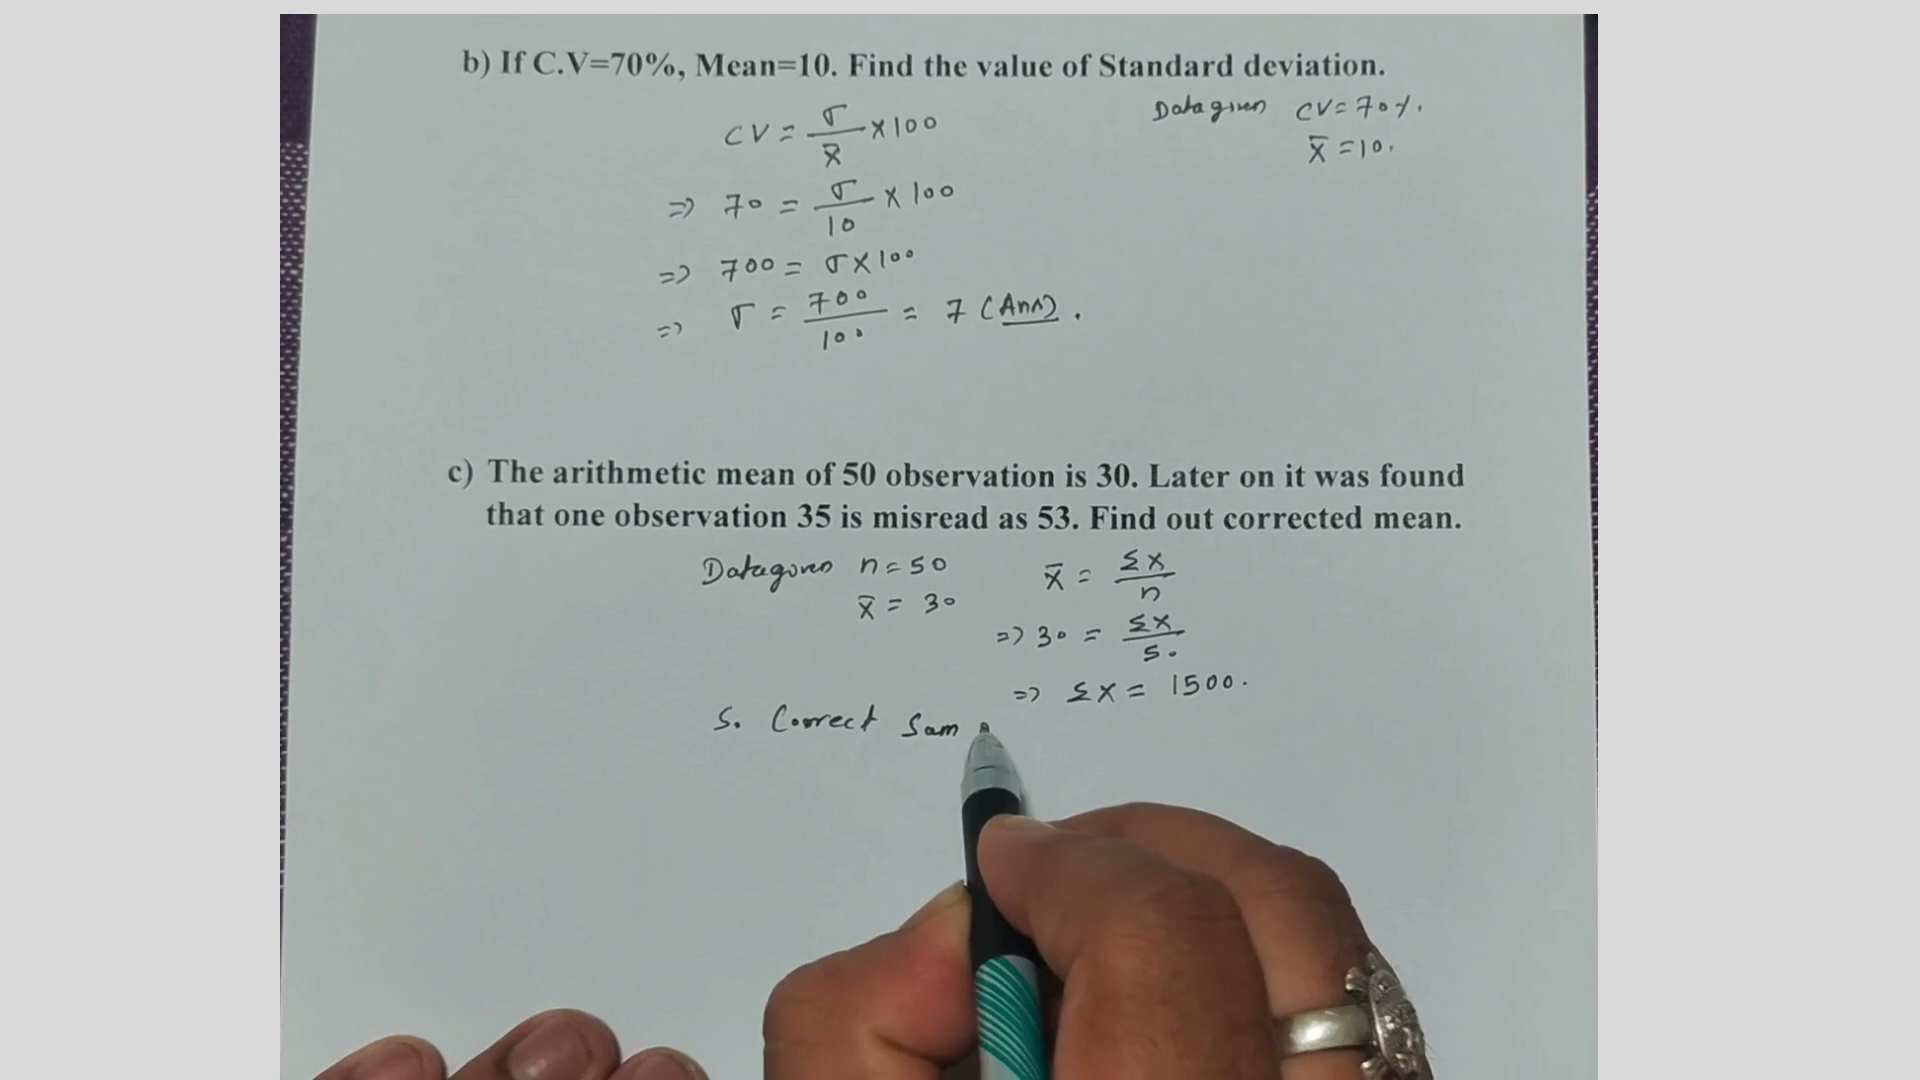 b) If C.V=70%, Mean=10. Find the value of Standard deviation.
CV = σ/x̄ × 100
Data given CV = 70%.
x̄ = 10.
⇒ 70 = σ/10 × 100
⇒ 700 = σ × 100
⇒ σ = 700/100 = 7 (Ans).
c) The arithmetic mean of 50 observation is 30. Later on it was found
that one observation 35 is misread as 53. Find out corrected mean.
Data given n = 50
x̄ = 30
x̄ = Σx/n
⇒ 30 = Σx/50
⇒ Σx = 1500.
So Correct Sam